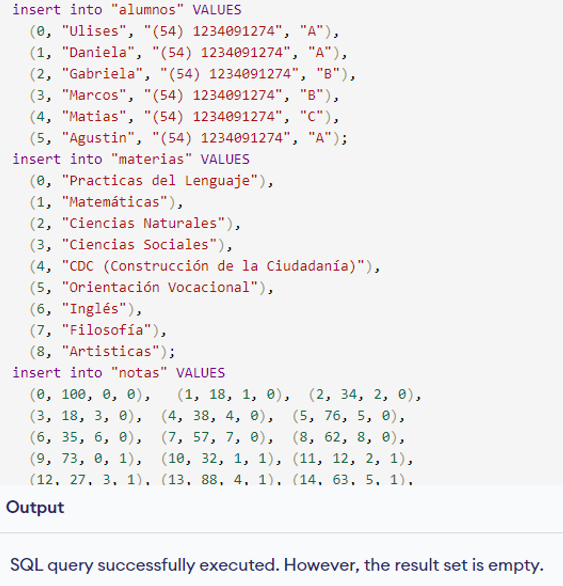 insert into "alumnos" VALUES
(0, "Ulises", "(54) 1234091274", "A"),
(1, "Daniela", "(54) 1234091274", "A"),
(2, "Gabriela", "(54) 1234091274", "B"),
(3, "Marcos", "(54) 1234091274", "B"),
(4, "Matias", "(54) 1234091274", "C"),
(5, "Agustin", "(54) 1234091274", "A");
insert into "materias" VALUES
(0, "Practicas del Lenguaje"),
(1, "Matemáticas"),
(2, "Ciencias Naturales"),
(3, "Ciencias Sociales"),
(4, "CDC (Construcción de la Ciudadanía)"),
(5, "Orientación Vocacional"),
(6, "Inglés"),
(7, "Filosofía"),
(8, "Artisticas");
insert into "notas" VALUES
(0, 100, 0, 0), (1, 18, 1, 0), (2, 34, 2, 0),
(3, 18, 3, 0), (4, 38, 4, 0), (5, 76, 5, 0),
(6, 35, 6, 0), (7, 57, 7, 0), (8, 62, 8, 0),
(9, 73, 0, 1), (10, 32, 1, 1), (11, 12, 2, 1),
(12, 27, 3, 1), (13, 88, 4, 1), (14, 63, 5, 1),
Output
SQL query successfully executed. However, the result set is empty.